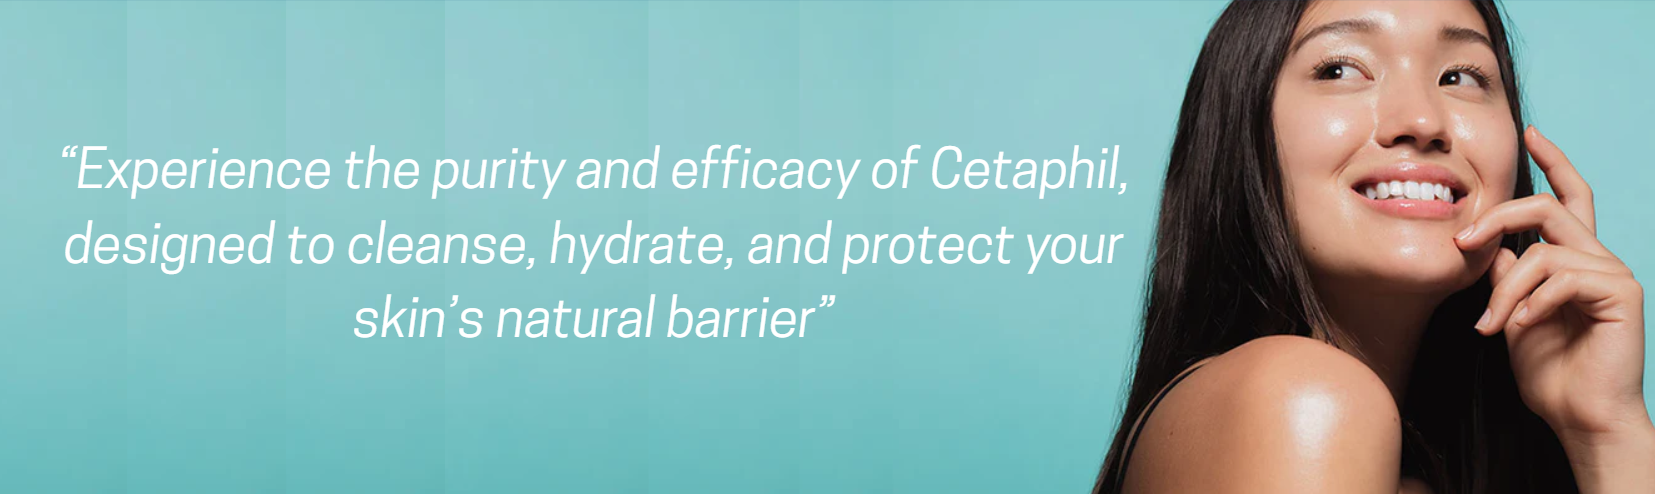 “Experience the purity and efficacy of Cetaphil,
designed to cleanse, hydrate, and protect your
skin’s natural barrier”